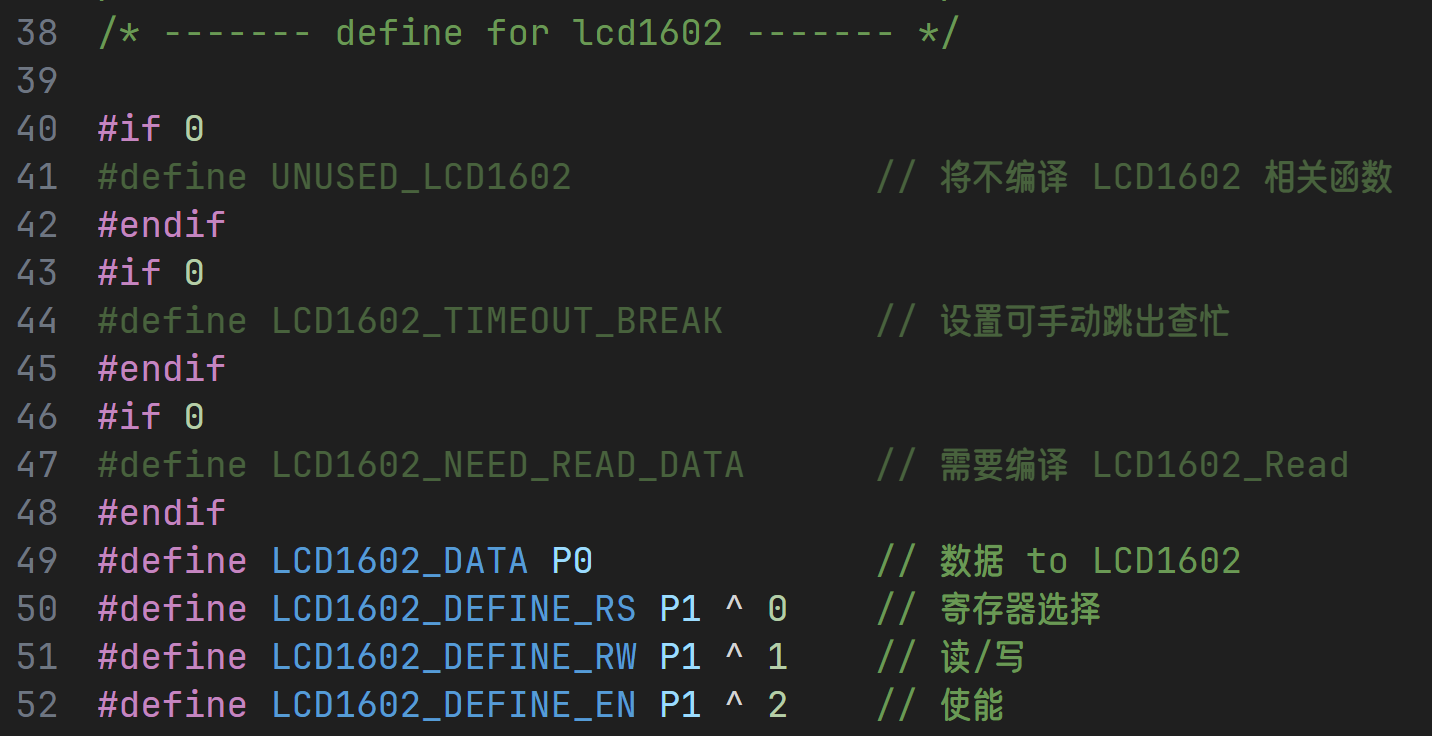 38 /* ------- define for lcd1602 ------- */
39
40 #if 0
41 #define UNUSED_LCD1602 // 将不编译 LCD1602 相关函数
42 #endif
43 #if 0
44 #define LCD1602_TIMEOUT_BREAK // 设置可手动跳出查忙
45 #endif
46 #if 0
47 #define LCD1602_NEED_READ_DATA // 需要编译 LCD1602_Read
48 #endif
49 #define LCD1602_DATA P0 // 数据 to LCD1602
50 #define LCD1602_DEFINE_RS P1 ^ 0 // 寄存器选择
51 #define LCD1602_DEFINE_RW P1 ^ 1 // 读/写
52 #define LCD1602_DEFINE_EN P1 ^ 2 // 使能